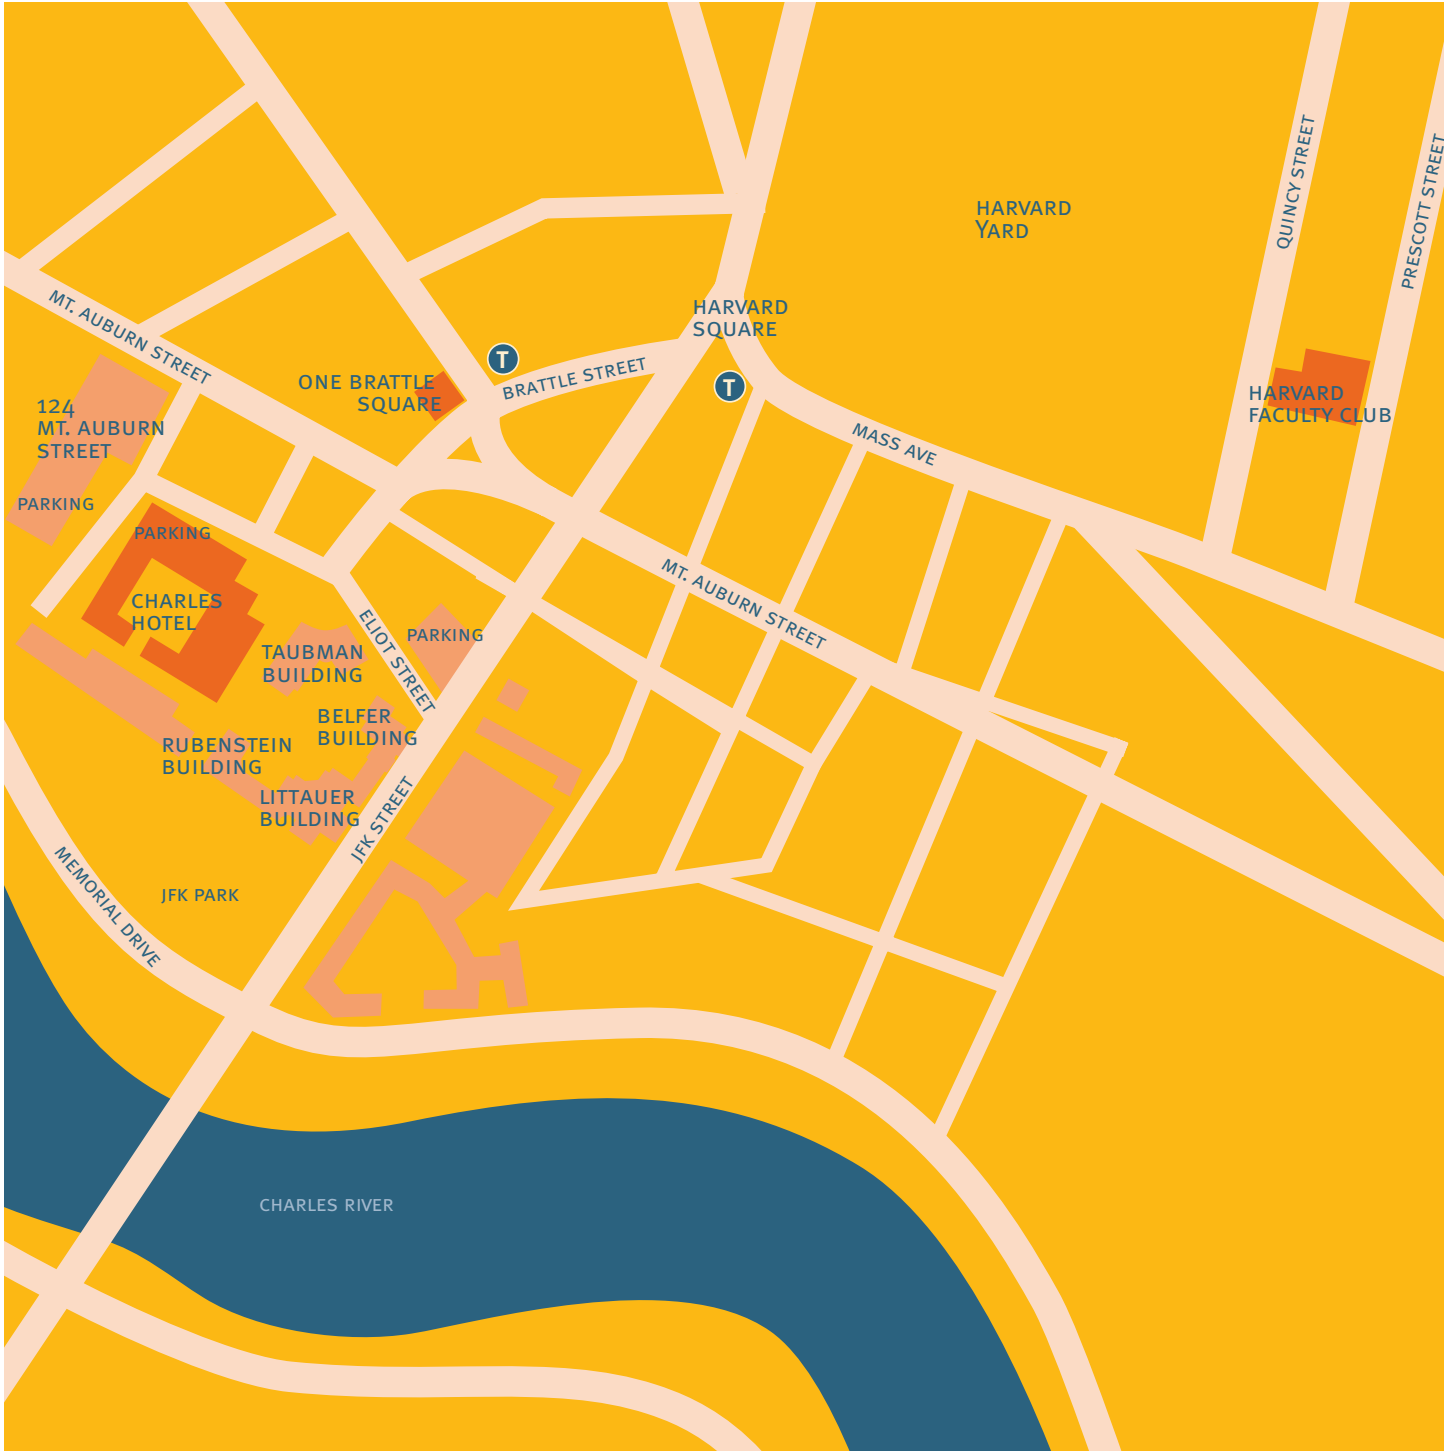 HARVARD
YARD
QUINCY STREET
PRESCOTT STREET
HARVARD
SQUARE
MT. AUBURN STREET
T
BRATTLE STREET
T
ONE BRATTLE
SQUARE
HARVARD
FACULTY CLUB
124
MT. AUBURN
STREET
MASS AVE
PARKING
PARKING
MT. AUBURN STREET
CHARLES
HOTEL
ELIOT STREET
PARKING
TAUBMAN
BUILDING
BELFER
BUILDING
RUBENSTEIN
BUILDING
LITTAUER
BUILDING
JFK STREET
MEMORIAL DRIVE
JFK PARK
CHARLES RIVER